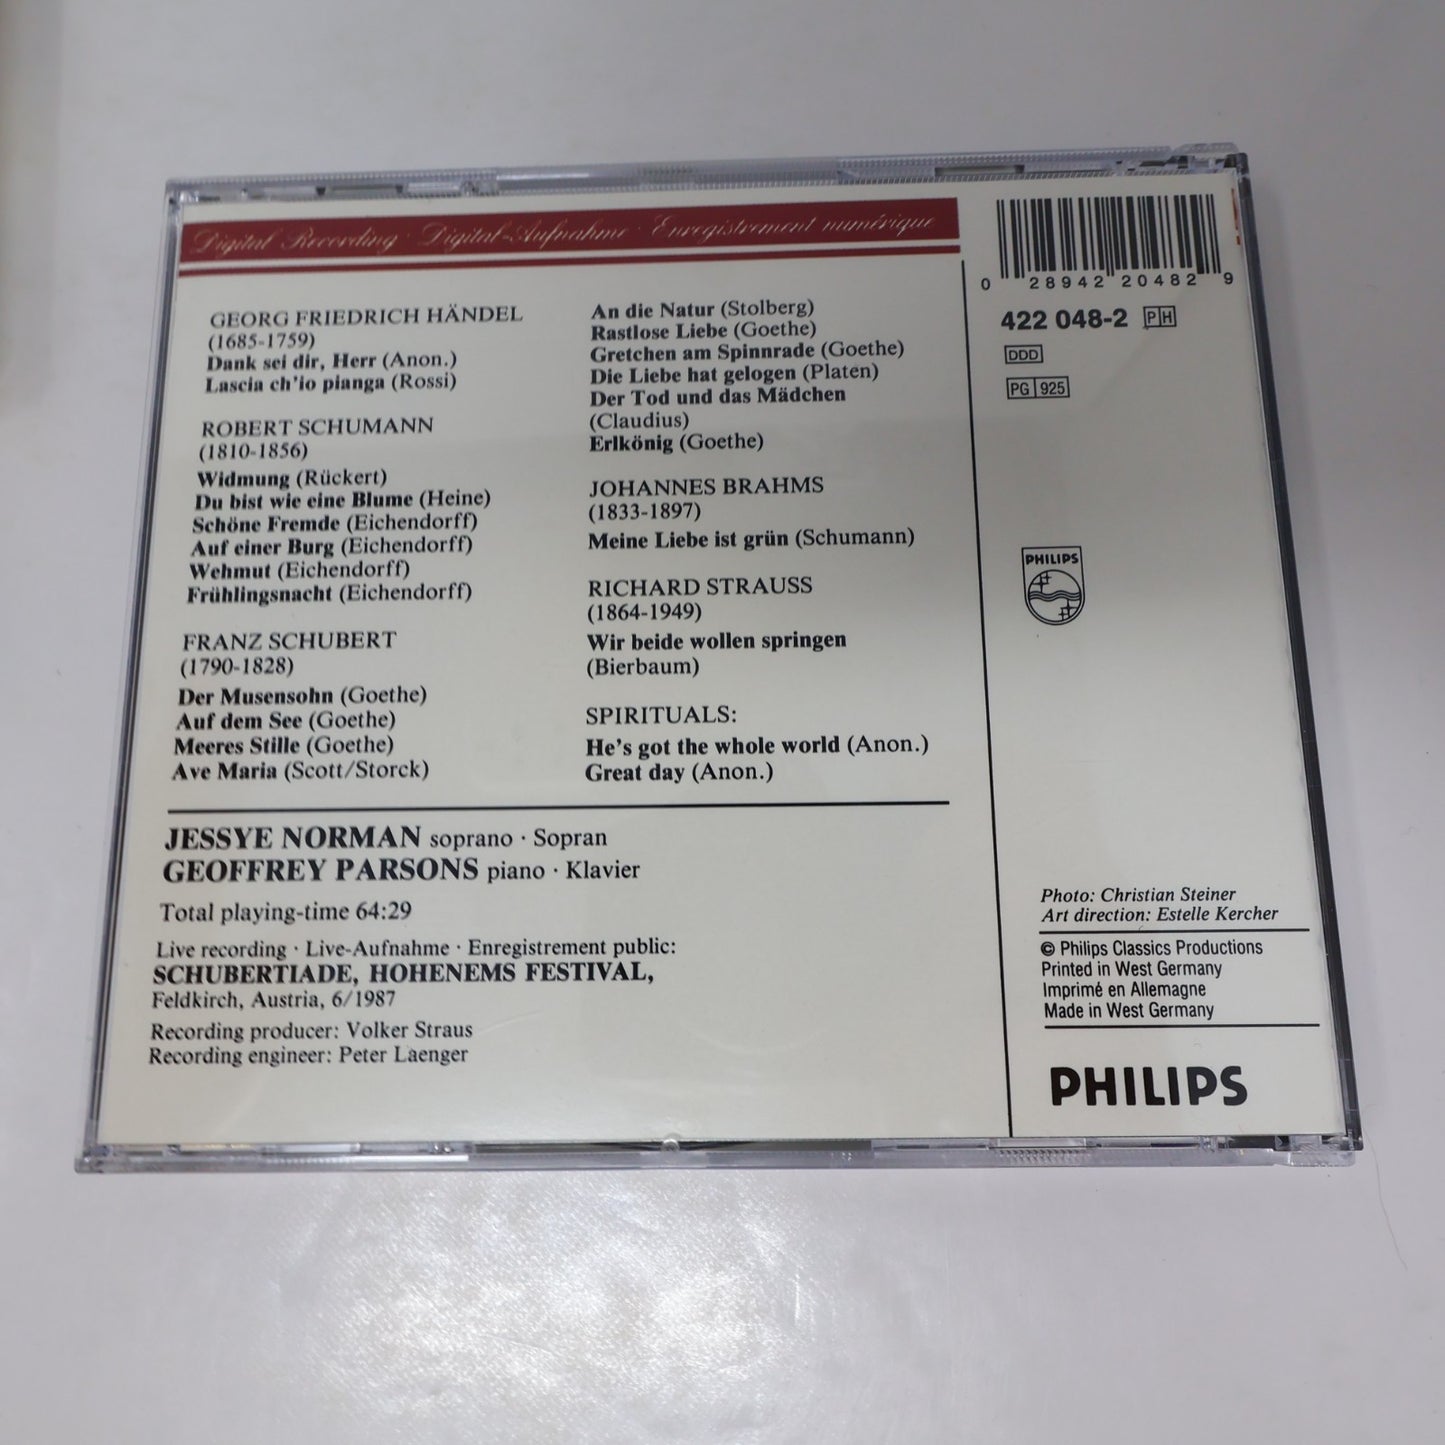 Digital Recording · Digital-Aufnahme · Enregistrement numérique
GEORG FRIEDRICH HÄNDEL
(1685-1759)
Dank sei dir, Herr (Anon.)
Lascia ch'io pianga (Rossi)
ROBERT SCHUMANN
(1810-1856)
Widmung (Rückert)
Du bist wie eine Blume (Heine)
Schöne Fremde (Eichendorff)
Auf einer Burg (Eichendorff)
Wehmut (Eichendorff)
Frühlingsnacht (Eichendorff)
FRANZ SCHUBERT
(1790-1828)
Der Musensohn (Goethe)
Auf dem See (Goethe)
Meeres Stille (Goethe)
Ave Maria (Scott/Storck)
An die Natur (Stolberg)
Rastlose Liebe (Goethe)
Gretchen am Spinnrade (Goethe)
Die Liebe hat gelogen (Platen)
Der Tod und das Mädchen
(Claudius)
Erlkönig (Goethe)
JOHANNES BRAHMS
(1833-1897)
Meine Liebe ist grün (Schumann)
RICHARD STRAUSS
(1864-1949)
Wir beide wollen springen
(Bierbaum)
SPIRITUALS:
He's got the whole world (Anon.)
Great day (Anon.)
JESSYE NORMAN soprano · Sopran
GEOFFREY PARSONS piano · Klavier
Total playing-time 64:29
Live recording · Live-Aufnahme · Enregistrement public:
SCHUBERTIADE, HOHENEMS FESTIVAL,
Feldkirch, Austria, 6/1987
Recording producer: Volker Straus
Recording engineer: Peter Laenger
0 28942 20482 9
422 048-2 PH
DDD
PG 925
PHILIPS
Photo: Christian Steiner
Art direction: Estelle Kercher
© Philips Classics Productions
Printed in West Germany
Imprimé en Allemagne
Made in West Germany
PHILIPS